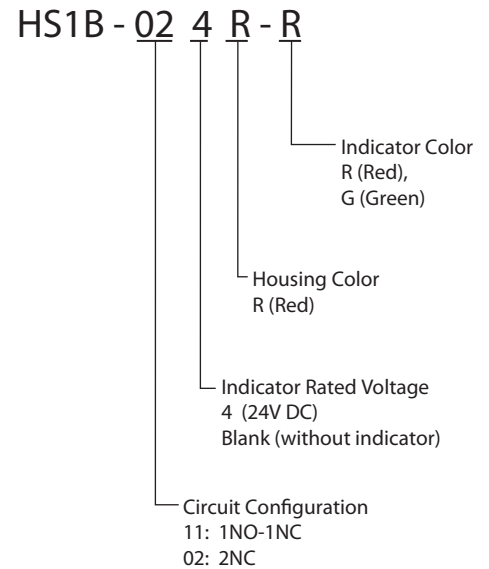 HS1B - 02 4 R - R
Indicator Color
R (Red),
G (Green)
Housing Color
R (Red)
Indicator Rated Voltage
4 (24V DC)
Blank (without indicator)
Circuit Configuration
11: 1NO-1NC
02: 2NC